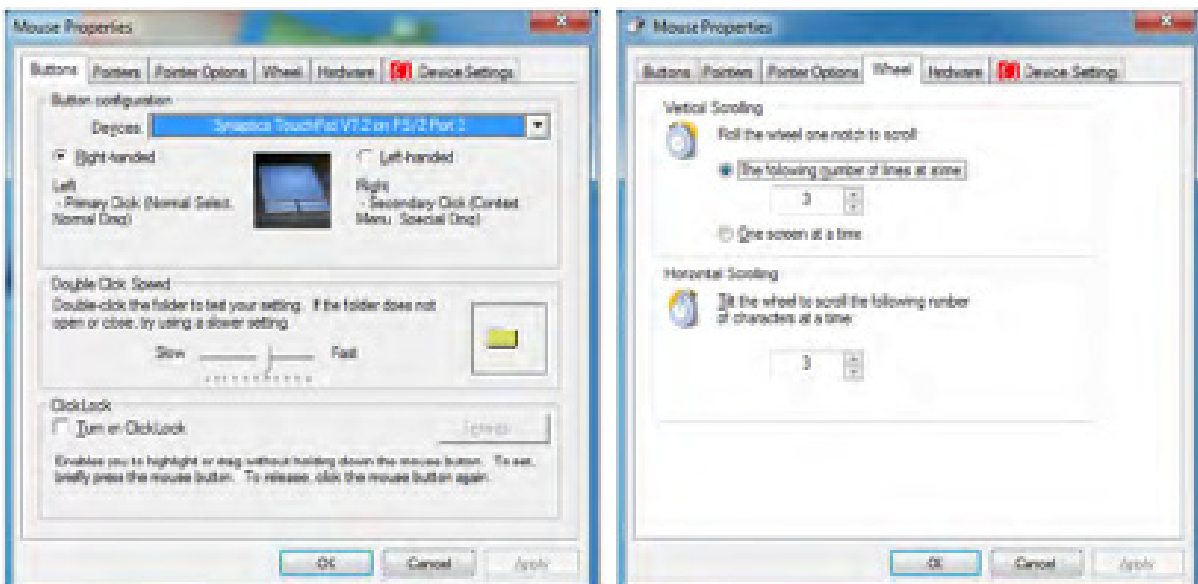 Mouse Properties
Buttons Pointers Pointer Options Wheel Hardware Device Settings
Button configuration
Devices: Synaptics TouchPad V7.2 on PS/2 Port
Right-handed
Left-handed
Left
- Primary Click (Normal Select,
Normal Drag)
Right
- Secondary Click (Context
Menu, Special Drag)
Double Click Speed
Double-click the folder to test your setting. If the folder does not
open or close, try using a slower setting.
Slow Fast
ClickLock
Turn on ClickLock
Settings
Enables you to highlight or drag without holding down the mouse button. To set,
briefly press the mouse button. To release, click the mouse button again.
OK Cancel Apply
Mouse Properties
Buttons Pointers Pointer Options Wheel Hardware Device Settings
Vertical Scrolling
Roll the wheel one notch to scroll
The following number of lines at a time
3
One screen at a time
Horizontal Scrolling
Tilt the wheel to scroll the following number
of characters at a time
3
OK Cancel Apply